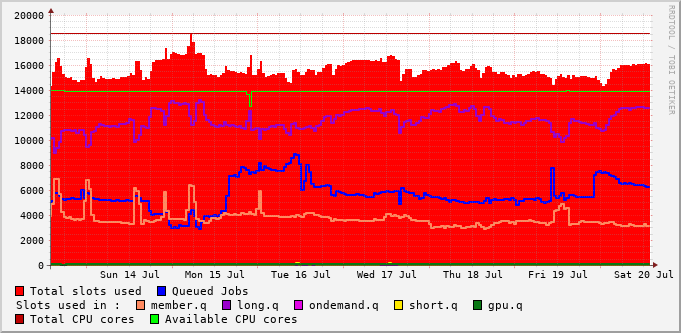 20000
18000
16000
14000
12000
10000
8000
6000
4000
2000
0
Sun 14 Jul Mon 15 Jul Tue 16 Jul Wed 17 Jul Thu 18 Jul Fri 19 Jul Sat 20 Jul
Total slots used Queued Jobs
Slots used in : member.q long.q ondemand.q short.q gpu.q
Total CPU cores Available CPU cores
RRDTOOL / TOBI OETIKER